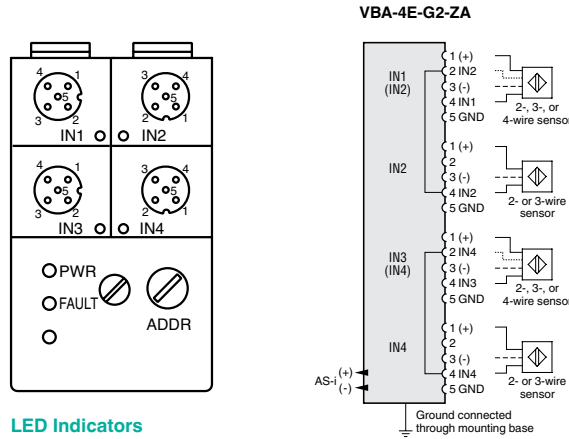 VBA-4E-G2-ZA
4 1
5
3 2
IN1
3 4
5
2 1
IN2
4 1
5
3 2
IN3
3 4
5
2 1
IN4
PWR
FAULT
ADDR
LED Indicators
IN1
(IN2)
1 (+)
2 IN2
3 (-)
4 IN1
5 GND
2-, 3-, or
4-wire sensor
IN2
1 (+)
2
3 (-)
4 IN2
5 GND
2- or 3-wire
sensor
IN3
(IN4)
1 (+)
2 IN4
3 (-)
4 IN3
5 GND
2-, 3-, or
4-wire sensor
IN4
1 (+)
2
3 (-)
4 IN4
5 GND
2- or 3-wire
sensor
AS-i (+)
(-)
Ground connected
through mounting base